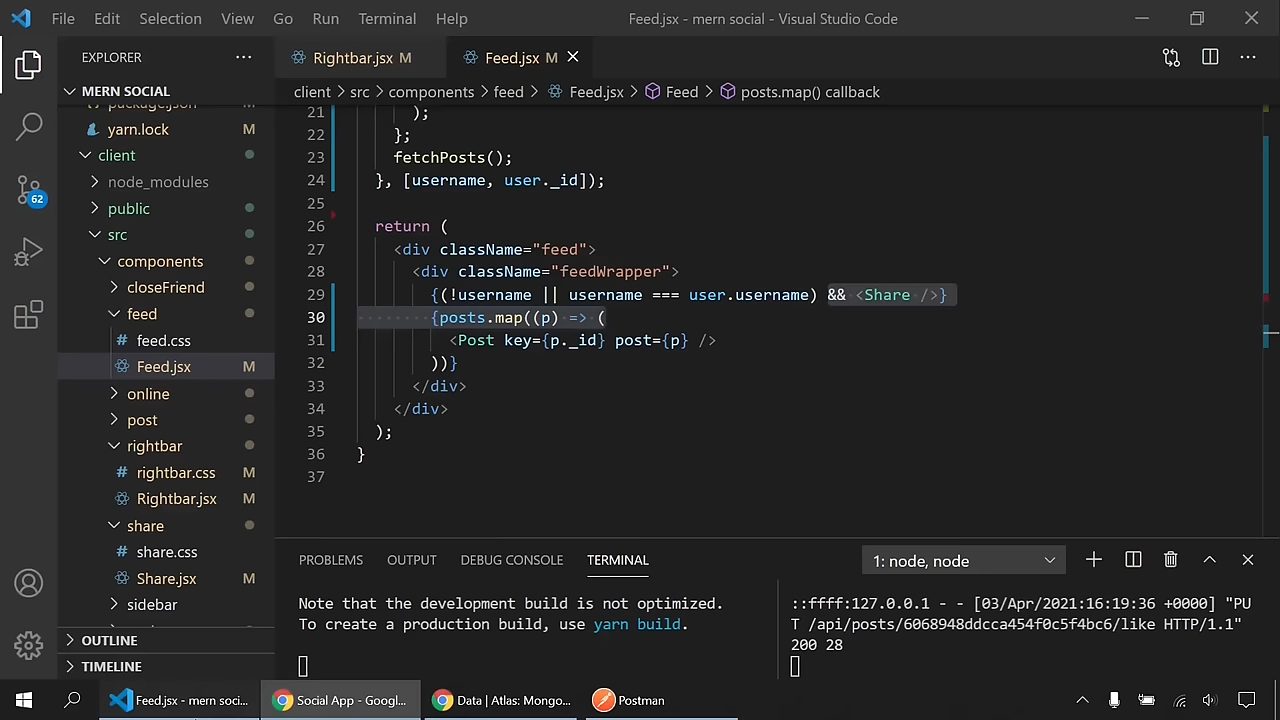 File Edit Selection View Go Run Terminal Help
Feed.jsx - mern social - Visual Studio Code
EXPLORER
MERN SOCIAL
package.json
yarn.lock M
client
node_modules
public
src
components
closeFriend
feed
# feed.css
Feed.jsx M
online
post
rightbar
# rightbar.css M
Rightbar.jsx M
share
# share.css
Share.jsx M
sidebar
OUTLINE
TIMELINE
62
Rightbar.jsx M
Feed.jsx M
client > src > components > feed > Feed.jsx > Feed > posts.map() callback
21 );
22 };
23 fetchPosts();
24 }, [username, user._id]);
25
26 return (
27 <div className="feed">
28 <div className="feedWrapper">
29 {(!username || username === user.username) && <Share />}
30 {posts.map((p) => (
31 <Post key={p._id} post={p} />
32 ))}
33 </div>
34 </div>
35 );
36 }
37
PROBLEMS OUTPUT DEBUG CONSOLE TERMINAL
1: node, node
Note that the development build is not optimized.
To create a production build, use yarn build.
::ffff:127.0.0.1 - - [03/Apr/2021:16:19:36 +0000] "PU
T /api/posts/6068948ddcca454f0c5f4bc6/like HTTP/1.1"
200 28
Feed.jsx - mern soci...
Social App - Googl...
Data | Atlas: Mongo...
Postman